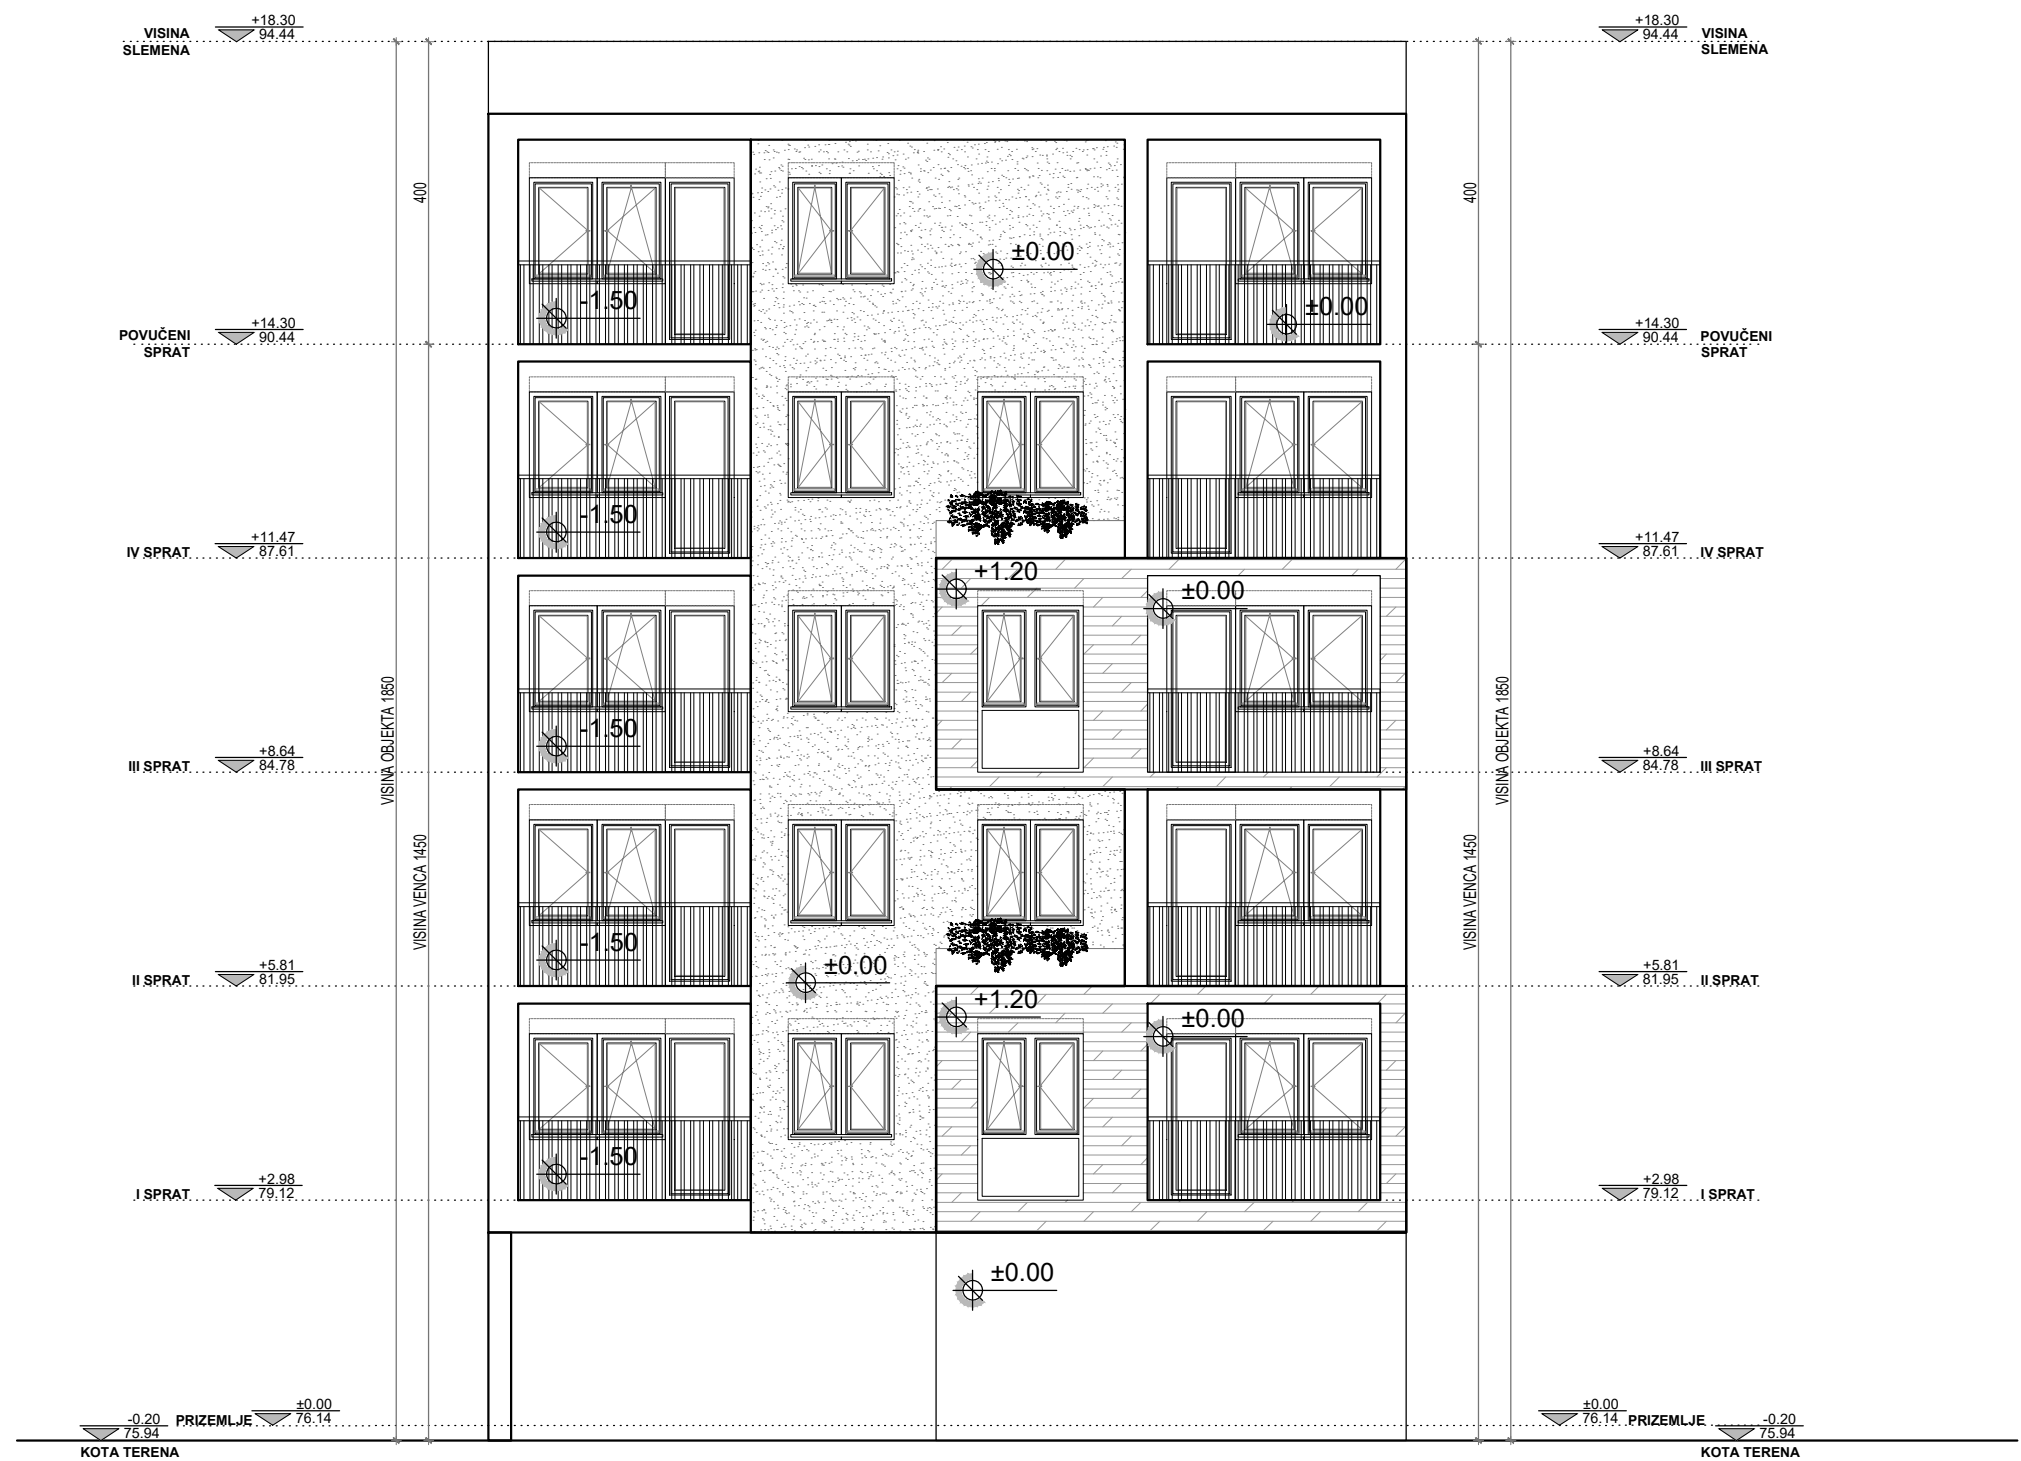 +18.30
VISINA 94.44
SLEMENA
+18.30
94.44 VISINA
SLEMENA
400
400
±0.00
-1.50
±0.00
+14.30
POVUČENI 90.44
SPRAT
+14.30
90.44 POVUČENI
SPRAT
-1.50
+11.47
IV SPRAT 87.61
+11.47
87.61 IV SPRAT
+1.20
±0.00
VISINA OBJEKTA 1850
VISINA OBJEKTA 1850
-1.50
+8.64
III SPRAT 84.78
+8.64
84.78 III SPRAT
VISINA VENCA 1450
VISINA VENCA 1450
-1.50
±0.00
+5.81
II SPRAT 81.95
+5.81
81.95 II SPRAT
+1.20
±0.00
-1.50
+2.98
I SPRAT 79.12
+2.98
79.12 I SPRAT
±0.00
±0.00
PRIZEMLJE 76.14
-0.20
75.94
KOTA TERENA
±0.00
76.14 PRIZEMLJE
-0.20
75.94
KOTA TERENA